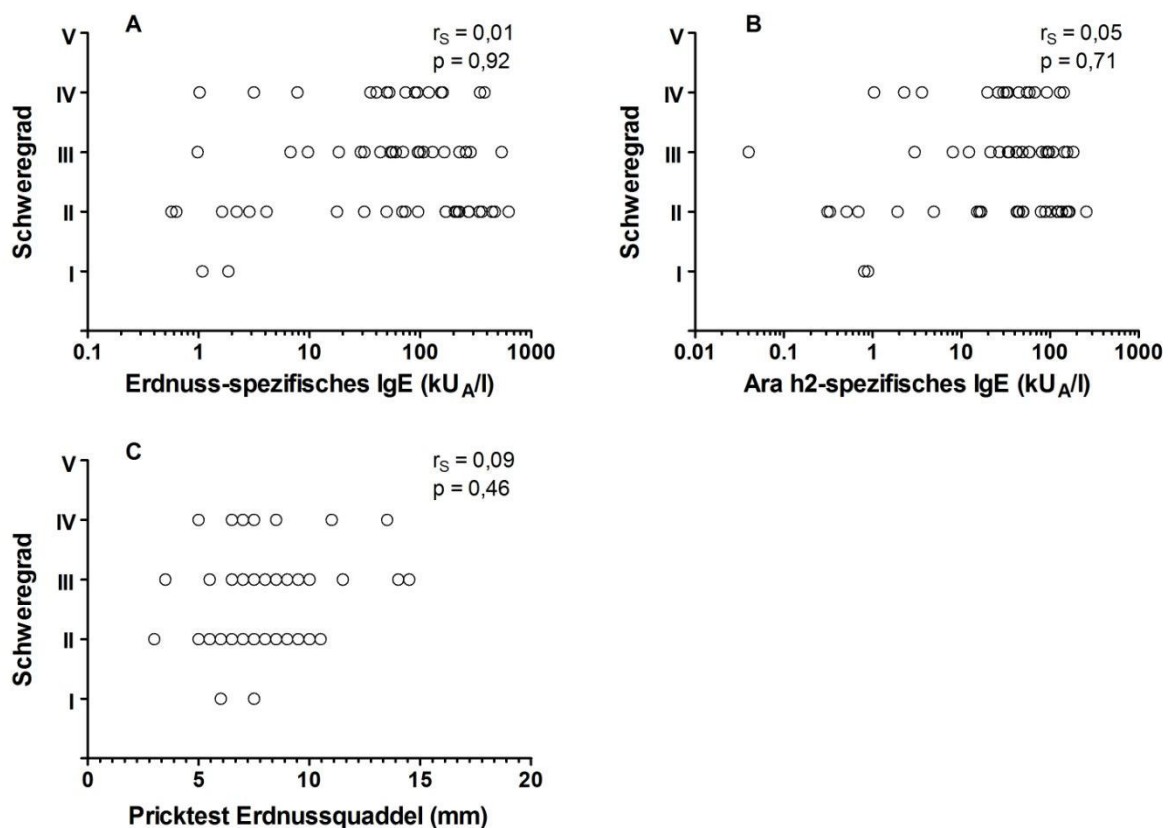 A
r_S = 0,01
p = 0,92
Schweregrad
V
IV
III
II
I
0.1 1 10 100 1000
Erdnuss-spezifisches IgE (kU_A/l)
B
r_S = 0,05
p = 0,71
Schweregrad
V
IV
III
II
I
0.01 0.1 1 10 100 1000
Ara h2-spezifisches IgE (kU_A/l)
C
r_S = 0,09
p = 0,46
Schweregrad
V
IV
III
II
I
0 5 10 15 20
Pricktest Erdnussquaddel (mm)